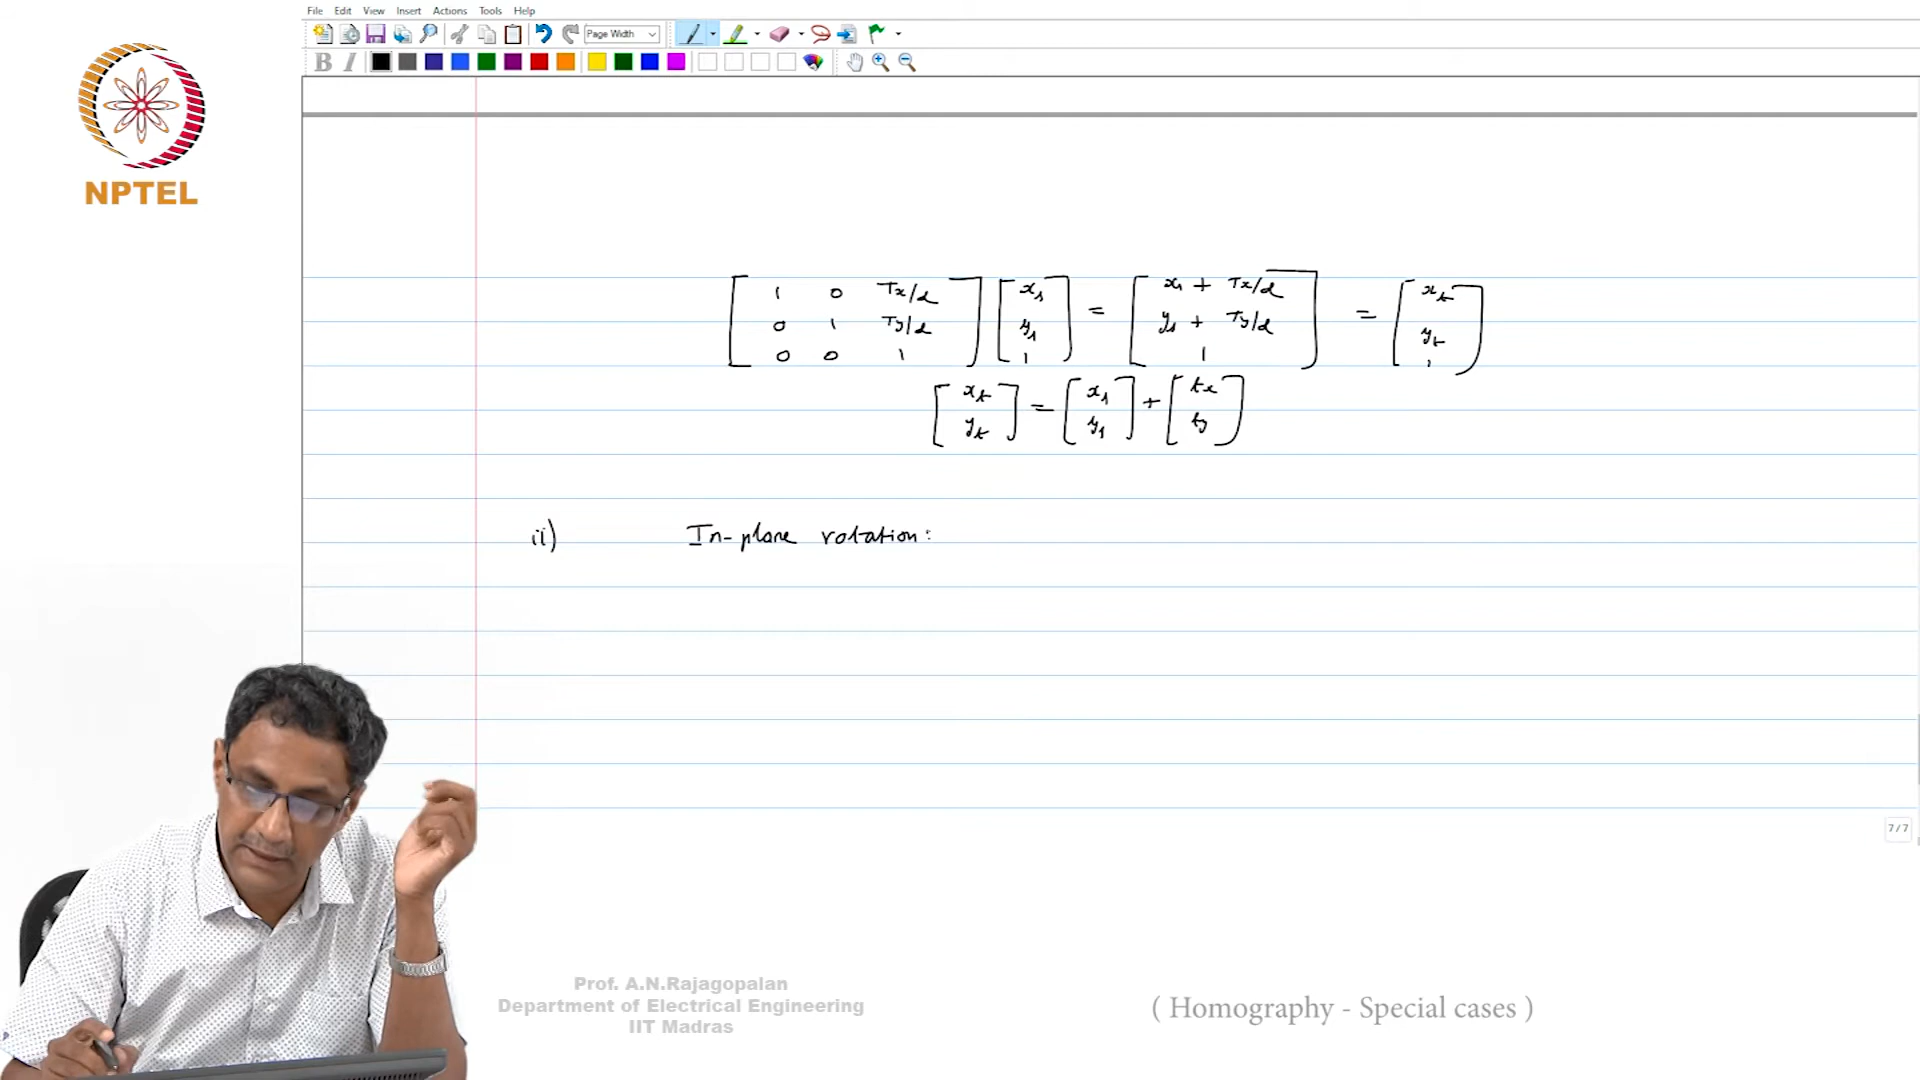 File Edit View Insert Actions Tools Help
Page Width
B I
NPTEL
[ 1 0 Tx/d ] [ x1 ] = [ x1 + Tx/d ] = [ xt ]
[ 0 1 Ty/d ] [ y1 ] = [ y1 + Ty/d ] = [ yt ]
[ 0 0 1 ] [ 1 ] = [ 1 ] = [ 1 ]
[ xt ] = [ x1 ] + [ tx ]
[ yt ] = [ y1 ] + [ ty ]
ii) In-plane rotation:
7/7
Prof. A.N.Rajagopalan
Department of Electrical Engineering
IIT Madras
( Homography - Special cases )